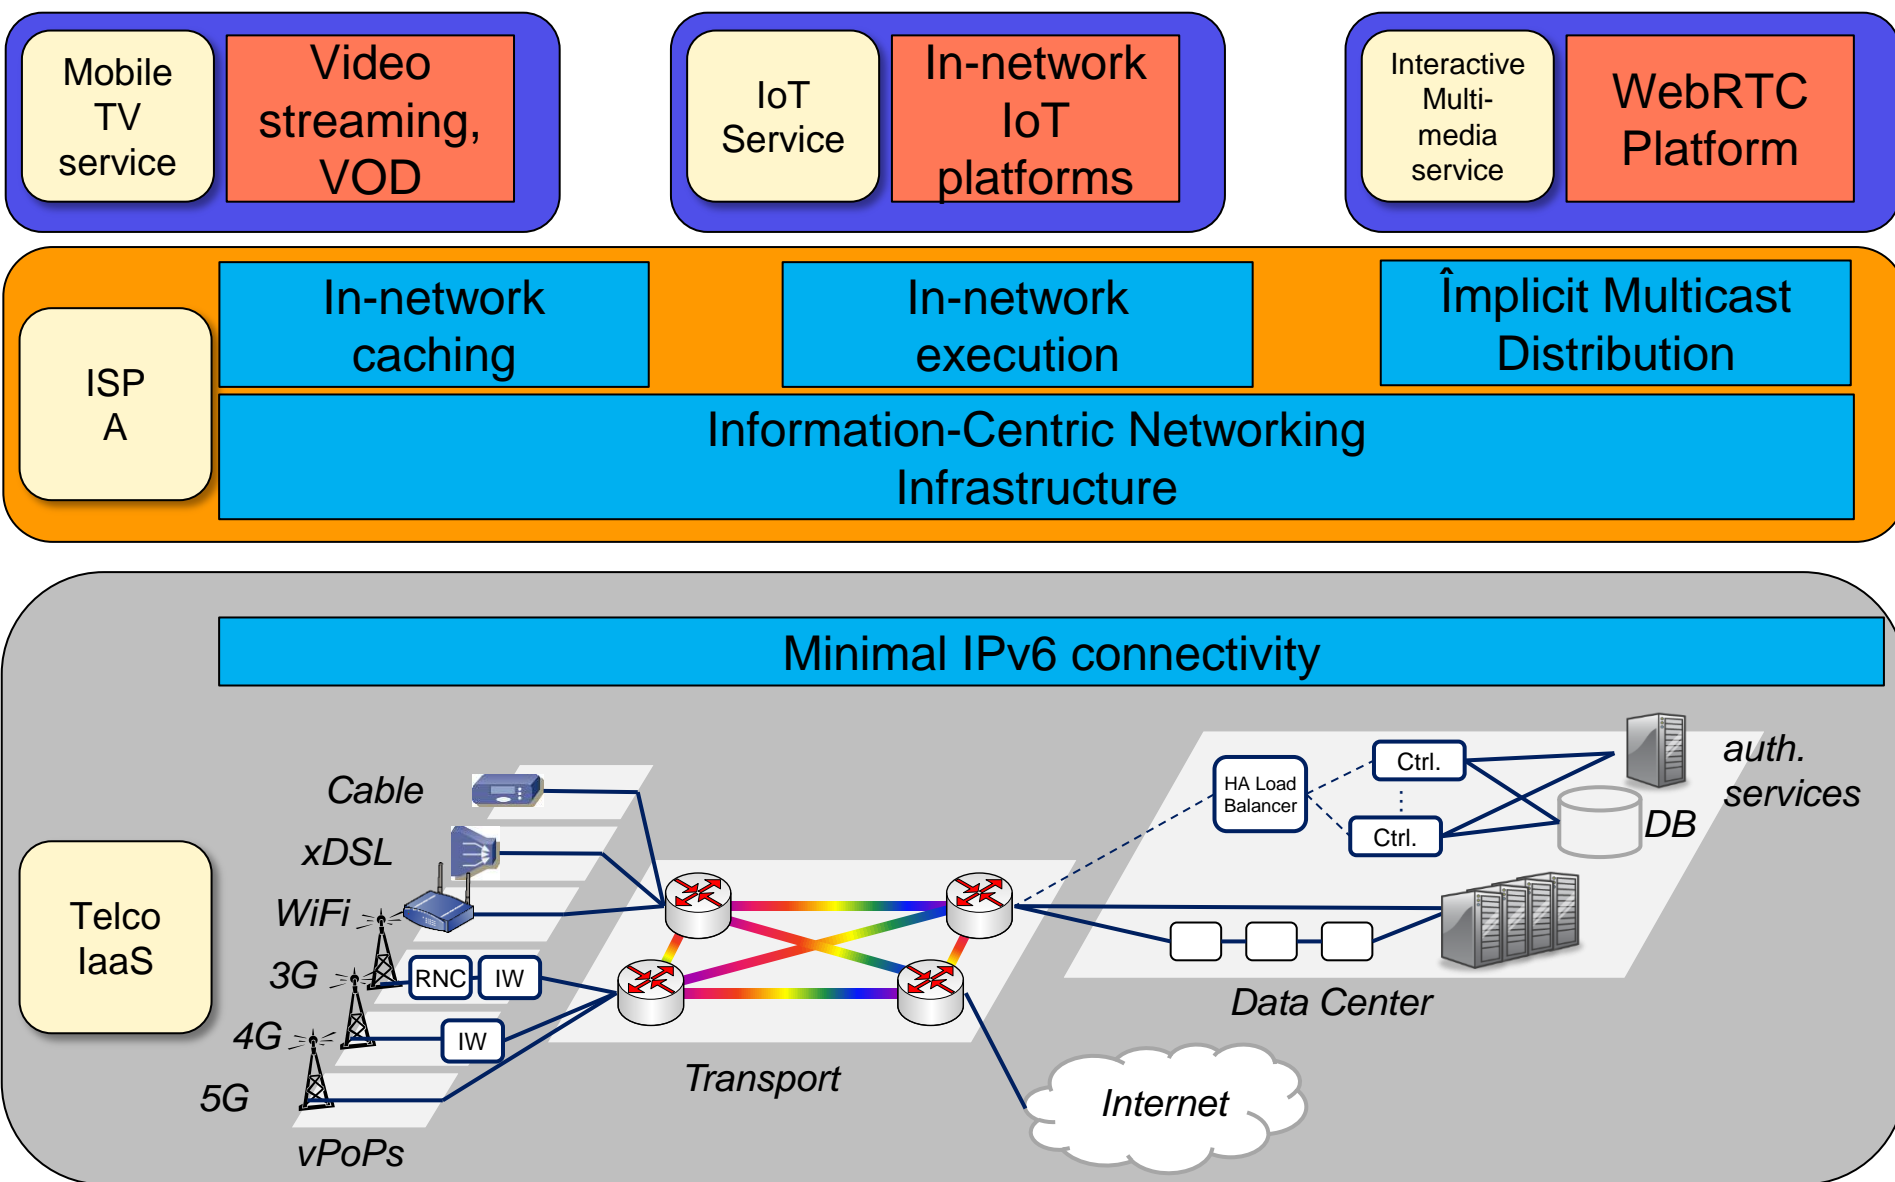 Mobile
TV
service
Video
streaming,
VOD
IoT
Service
In-network
IoT
platforms
Interactive
Multi-
media
service
WebRTC
Platform
ISP
A
In-network
caching
In-network
execution
Împlicit Multicast
Distribution
Information-Centric Networking
Infrastructure
Minimal IPv6 connectivity
Telco
IaaS
Cable
xDSL
WiFi
3G
RNC
IW
4G
IW
5G
vPoPs
Transport
Internet
HA Load
Balancer
Ctrl.
Ctrl.
auth.
services
DB
Data Center